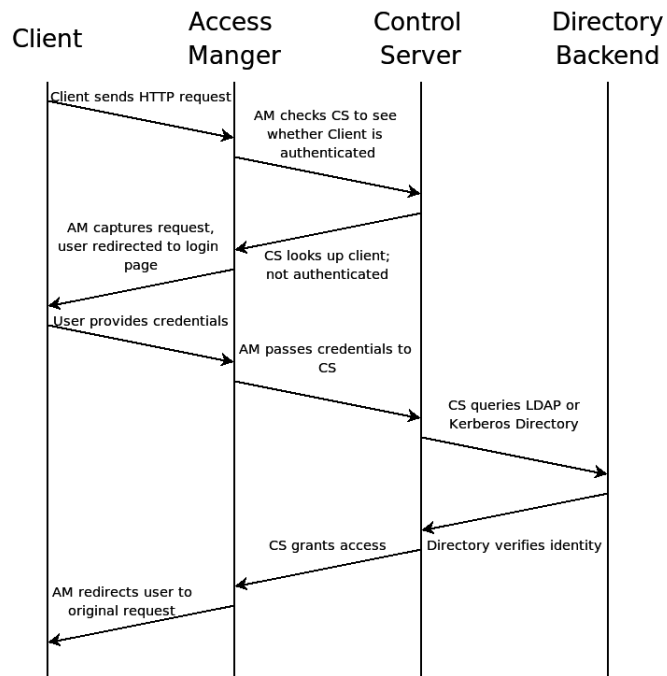 Client
Access
Manger
Control
Server
Directory
Backend
Client sends HTTP request
AM checks CS to see
whether Client is
authenticated
AM captures request,
user redirected to login
page
CS looks up client;
not authenticated
User provides credentials
AM passes credentials to
CS
CS queries LDAP or
Kerberos Directory
Directory verifies identity
CS grants access
AM redirects user to
original request